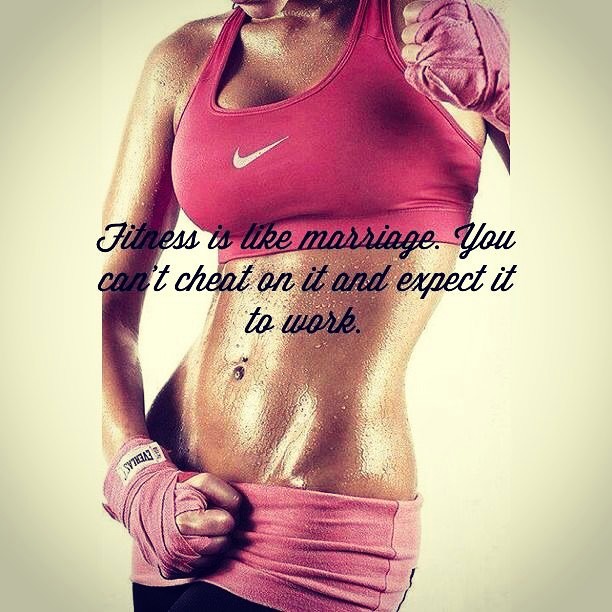 Fitness is like marriage. You
can't cheat on it and expect it
to work.
EVERLAST